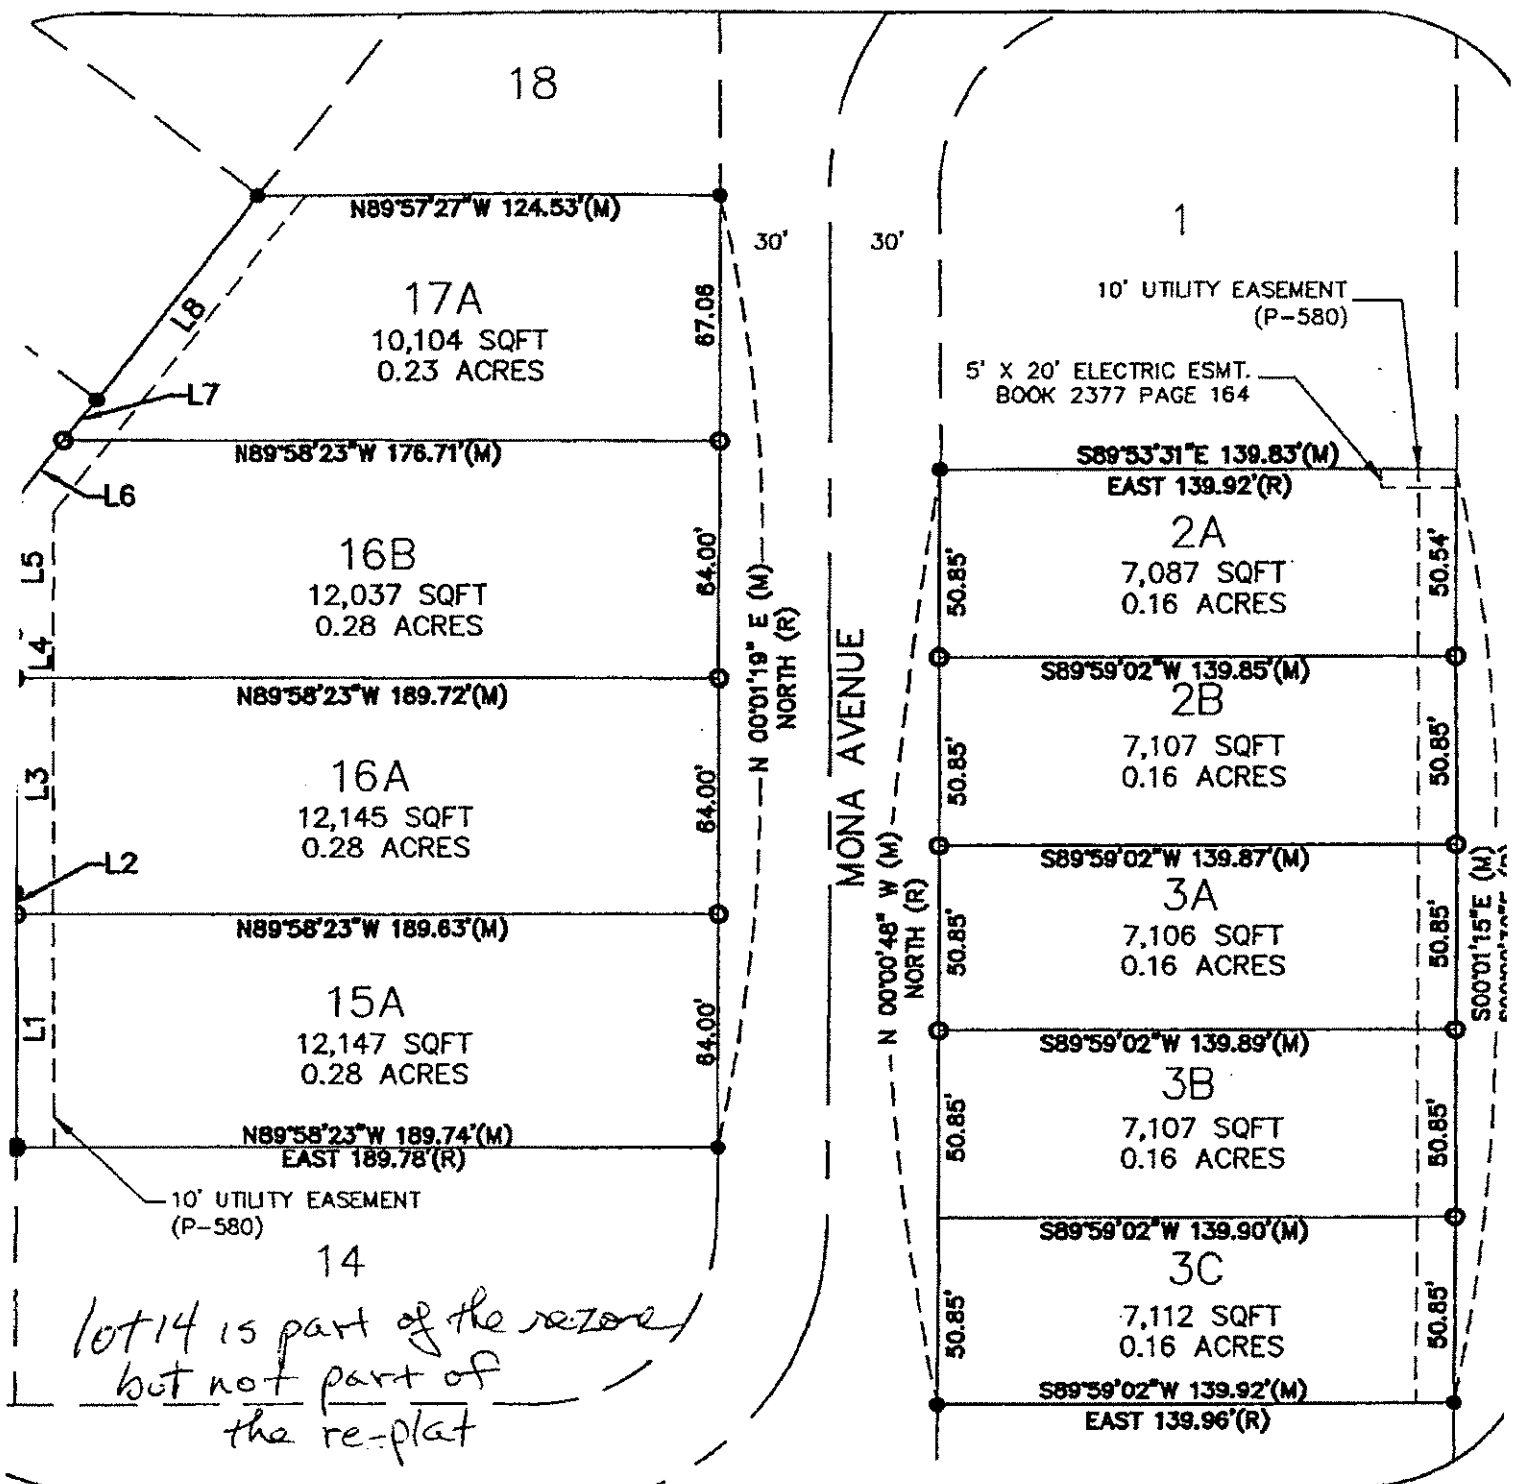 18
N89°57'27"W 124.53'(M)
30'
30'
1
17A
10,104 SQFT
0.23 ACRES
67.06
L8
L7
10' UTILITY EASEMENT
(P-580)
5' X 20' ELECTRIC ESMT.
BOOK 2377 PAGE 164
N89°58'23"W 176.71'(M)
L6
L5
16B
12,037 SQFT
0.28 ACRES
64.00'
L4
N89°58'23"W 189.72'(M)
N 00°01'19" E (M)
NORTH (R)
L3
16A
12,145 SQFT
0.28 ACRES
64.00'
L2
N89°58'23"W 189.63'(M)
L1
15A
12,147 SQFT
0.28 ACRES
64.00'
N89°58'23"W 189.74'(M)
EAST 189.78'(R)
10' UTILITY EASEMENT
(P-580)
14
lot 14 is part of the rezone
but not part of
the re-plat
MONA AVENUE
N 00°00'48" W (M)
NORTH (R)
S89°53'31"E 139.83'(M)
EAST 139.92'(R)
2A
7,087 SQFT
0.16 ACRES
50.85'
50.54'
S89°59'02"W 139.85'(M)
2B
7,107 SQFT
0.16 ACRES
50.85'
50.85'
S89°59'02"W 139.87'(M)
3A
7,106 SQFT
0.16 ACRES
50.85'
50.85'
S00°01'15"E (M)
S89°59'02"W 139.89'(M)
3B
7,107 SQFT
0.16 ACRES
50.85'
50.85'
S89°59'02"W 139.90'(M)
3C
7,112 SQFT
0.16 ACRES
50.85'
50.85'
S89°59'02"W 139.92'(M)
EAST 139.96'(R)